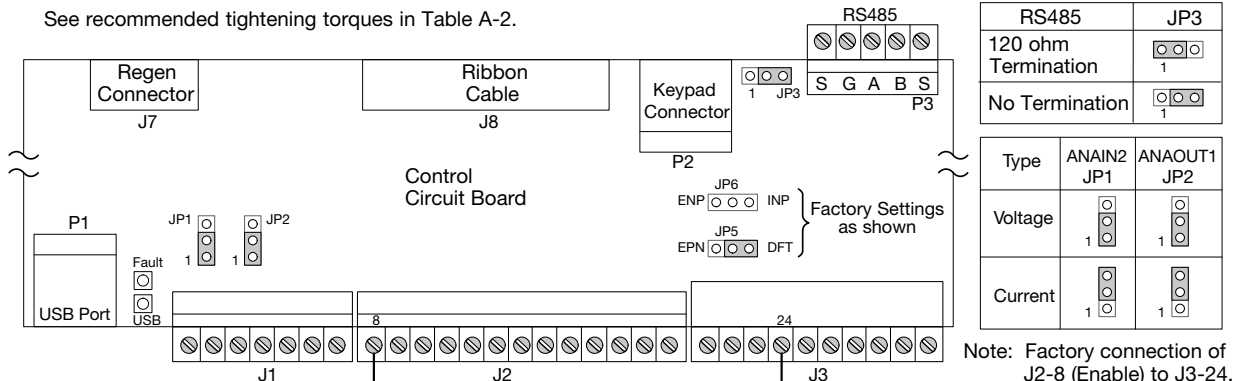 See recommended tightening torques in Table A-2.
RS485
S G A B S
P3
Regen
Connector
J7
Ribbon
Cable
J8
Keypad
Connector
P2
1 JP3
Control
Circuit Board
JP6
ENP INP
JP5
EPN DFT
Factory Settings
as shown
P1
USB Port
Fault
USB
JP1
1
JP2
1
8
24
J1
J2
J3
RS485 JP3
120 ohm
Termination
1
No Termination
1
Type ANAIN2 ANAOUT1
JP1 JP2
Voltage 1 1
Current 1 1
Note: Factory connection of
J2-8 (Enable) to J3-24.